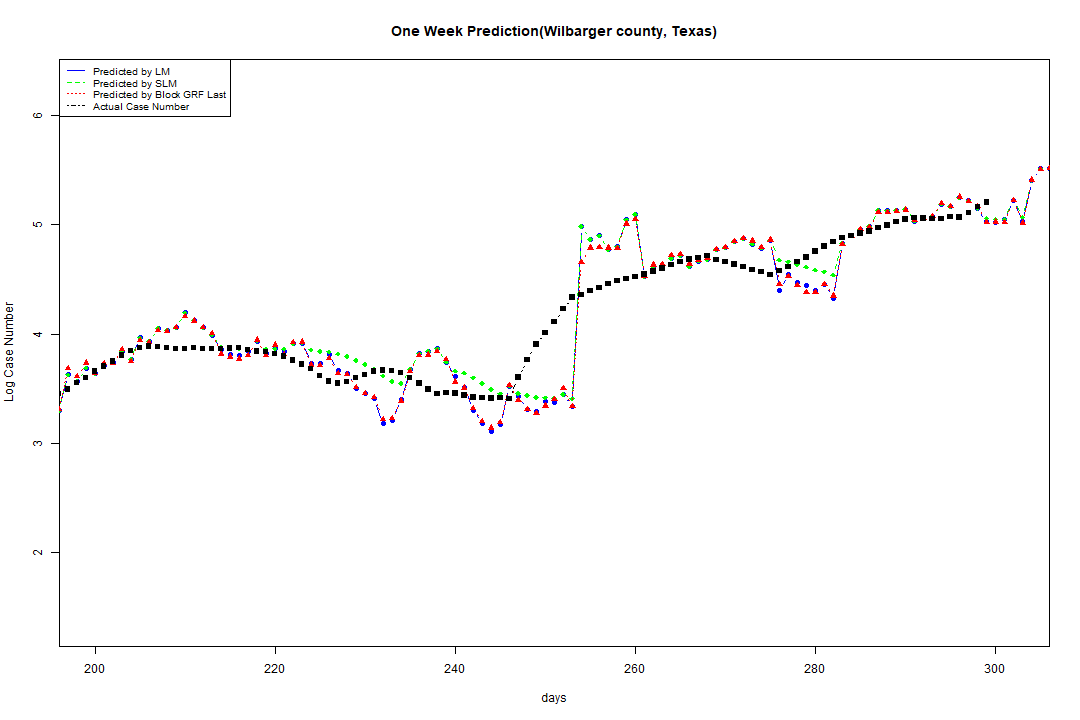 One Week Prediction(Wilbarger county, Texas)
Predicted by LM
Predicted by SLM
Predicted by Block GRF Last
Actual Case Number
6
5
4
3
2
Log Case Number
200 220 240 260 280 300
days